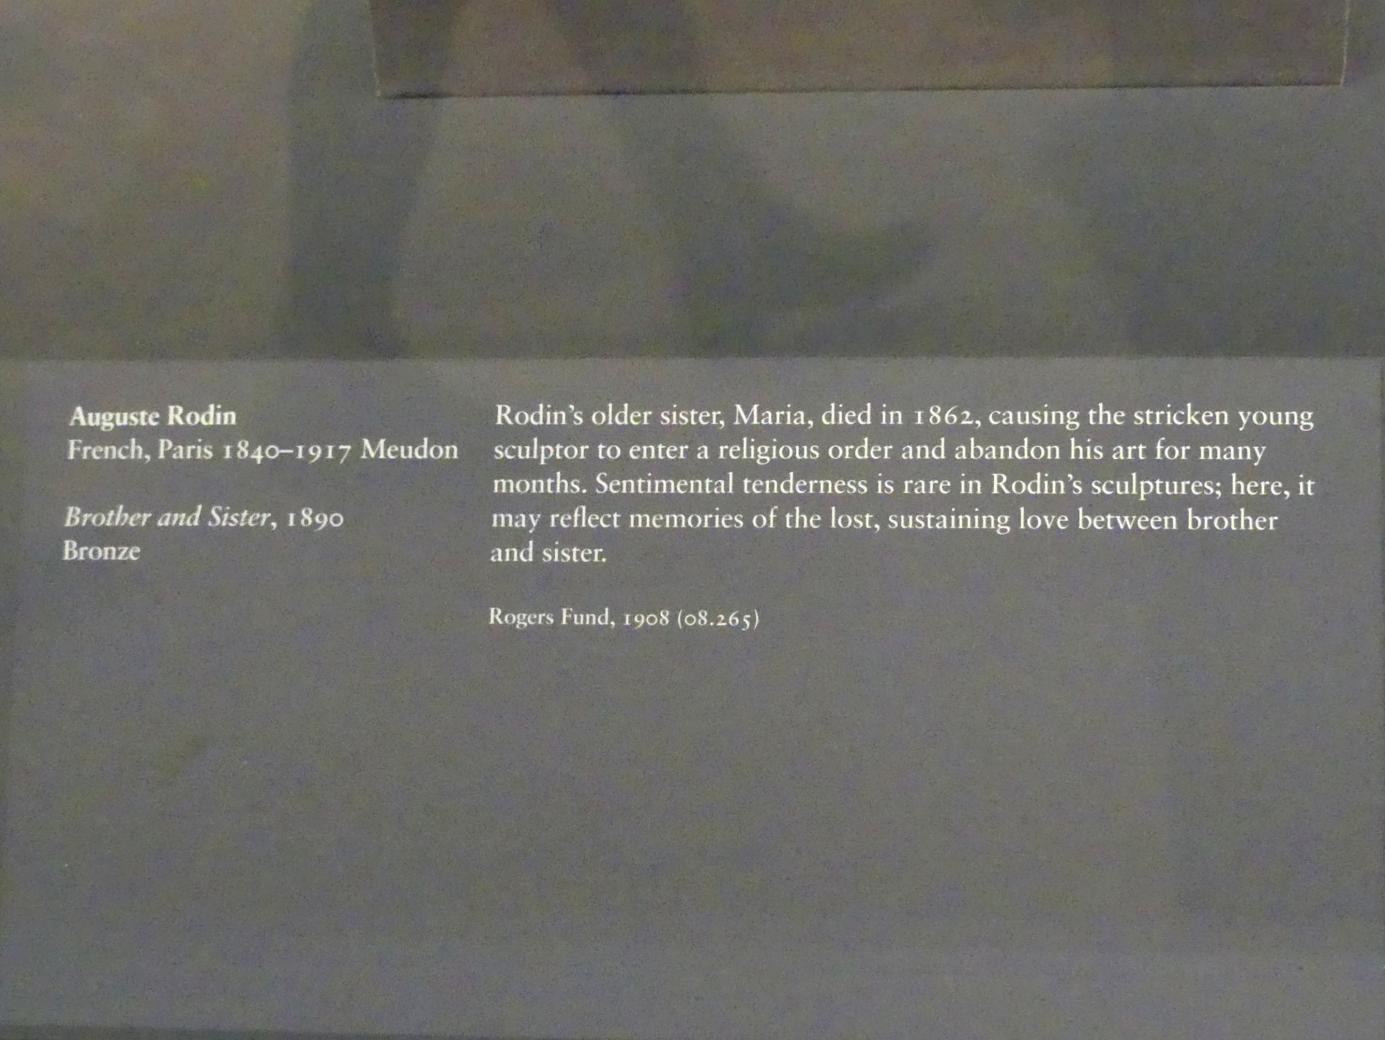 Auguste Rodin
French, Paris 1840–1917 Meudon
Brother and Sister, 1890
Bronze
Rodin's older sister, Maria, died in 1862, causing the stricken young
sculptor to enter a religious order and abandon his art for many
months. Sentimental tenderness is rare in Rodin's sculptures; here, it
may reflect memories of the lost, sustaining love between brother
and sister.
Rogers Fund, 1908 (08.265)